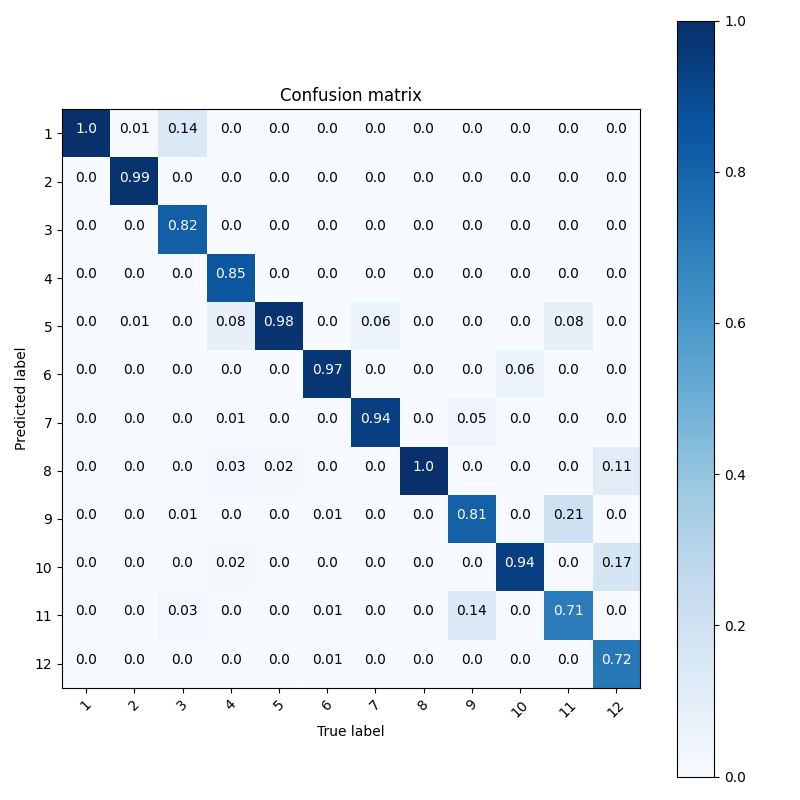 Confusion matrix
1 1.0 0.01 0.14 0.0 0.0 0.0 0.0 0.0 0.0 0.0 0.0 0.0
2 0.0 0.99 0.0 0.0 0.0 0.0 0.0 0.0 0.0 0.0 0.0 0.0
3 0.0 0.0 0.82 0.0 0.0 0.0 0.0 0.0 0.0 0.0 0.0 0.0
4 0.0 0.0 0.0 0.85 0.0 0.0 0.0 0.0 0.0 0.0 0.0 0.0
5 0.0 0.01 0.0 0.08 0.98 0.0 0.06 0.0 0.0 0.0 0.08 0.0
6 0.0 0.0 0.0 0.0 0.0 0.97 0.0 0.0 0.0 0.06 0.0 0.0
7 0.0 0.0 0.0 0.01 0.0 0.0 0.94 0.0 0.05 0.0 0.0 0.0
8 0.0 0.0 0.0 0.03 0.02 0.0 0.0 1.0 0.0 0.0 0.0 0.11
9 0.0 0.0 0.01 0.0 0.0 0.01 0.0 0.0 0.81 0.0 0.21 0.0
10 0.0 0.0 0.0 0.02 0.0 0.0 0.0 0.0 0.0 0.94 0.0 0.17
11 0.0 0.0 0.03 0.0 0.0 0.01 0.0 0.0 0.14 0.0 0.71 0.0
12 0.0 0.0 0.0 0.0 0.0 0.01 0.0 0.0 0.0 0.0 0.0 0.72
1 2 3 4 5 6 7 8 9 10 11 12
True label
Predicted label
1.0
0.8
0.6
0.4
0.2
0.0